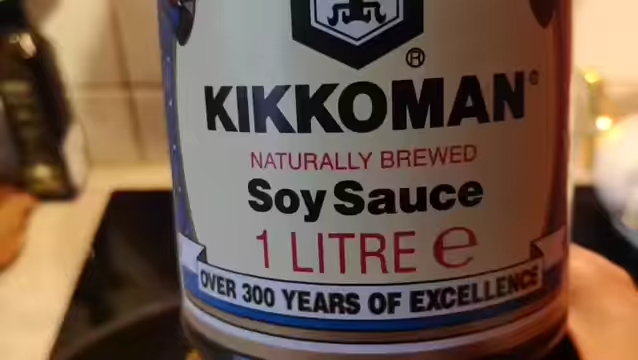 ®
KIKKOMAN®
NATURALLY BREWED
Soy Sauce
1 LITRE ℮
OVER 300 YEARS OF EXCELLENCE